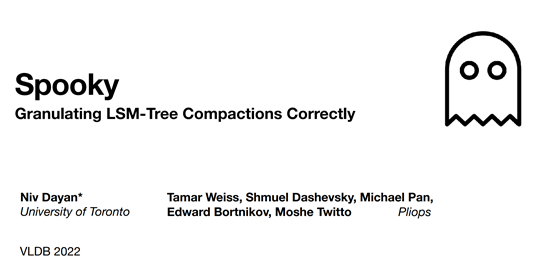 Spooky
Granulating LSM-Tree Compactions Correctly
Niv Dayan*
University of Toronto
Tamar Weiss, Shmuel Dashevsky, Michael Pan,
Edward Bortnikov, Moshe Twitto Pliops
VLDB 2022